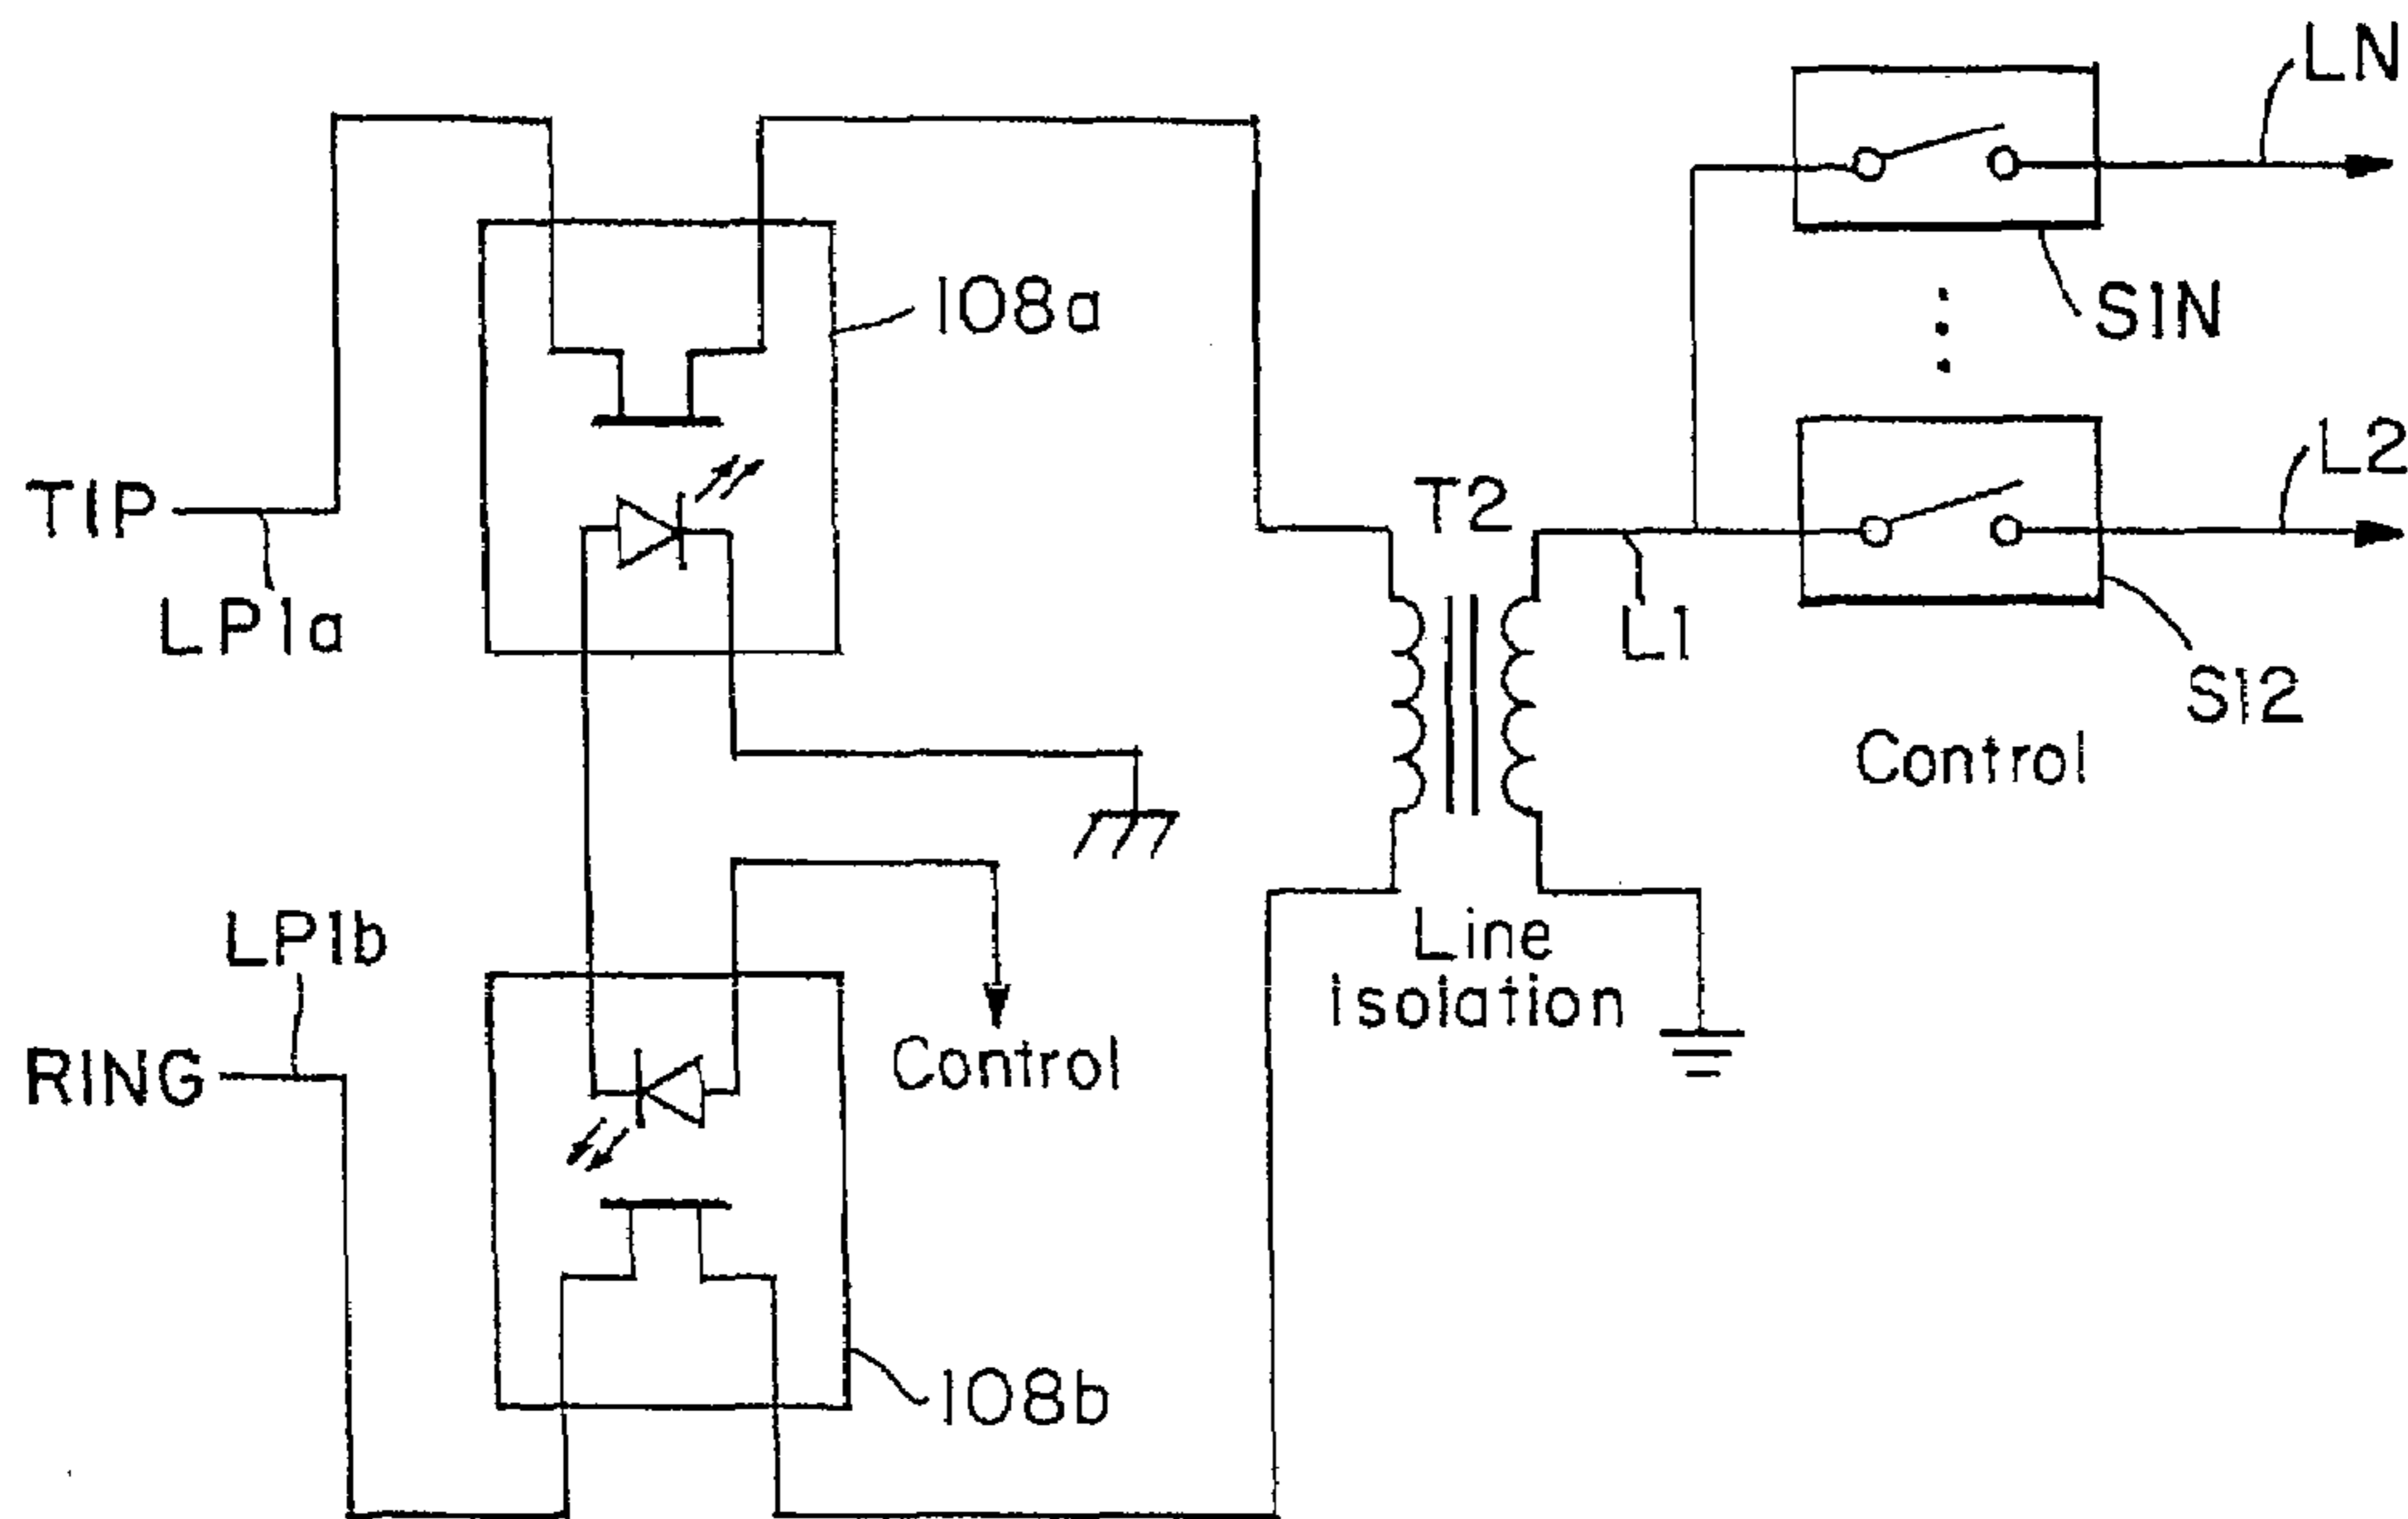 LN
108a
S1N
TIP
T2
L2
LP1a
L1
S12
Control
LP1b
Line
isolation
Control
RING
108b